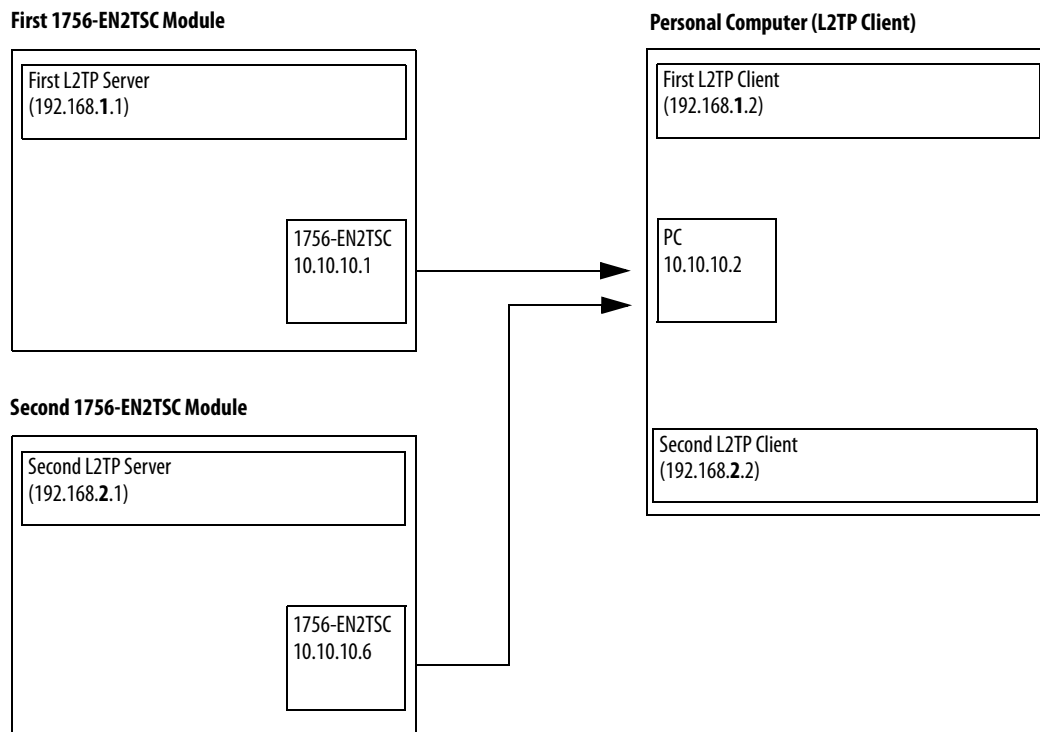 First 1756-EN2TSC Module
First L2TP Server
(192.168.1.1)
1756-EN2TSC
10.10.10.1
Second 1756-EN2TSC Module
Second L2TP Server
(192.168.2.1)
1756-EN2TSC
10.10.10.6
Personal Computer (L2TP Client)
First L2TP Client
(192.168.1.2)
PC
10.10.10.2
Second L2TP Client
(192.168.2.2)